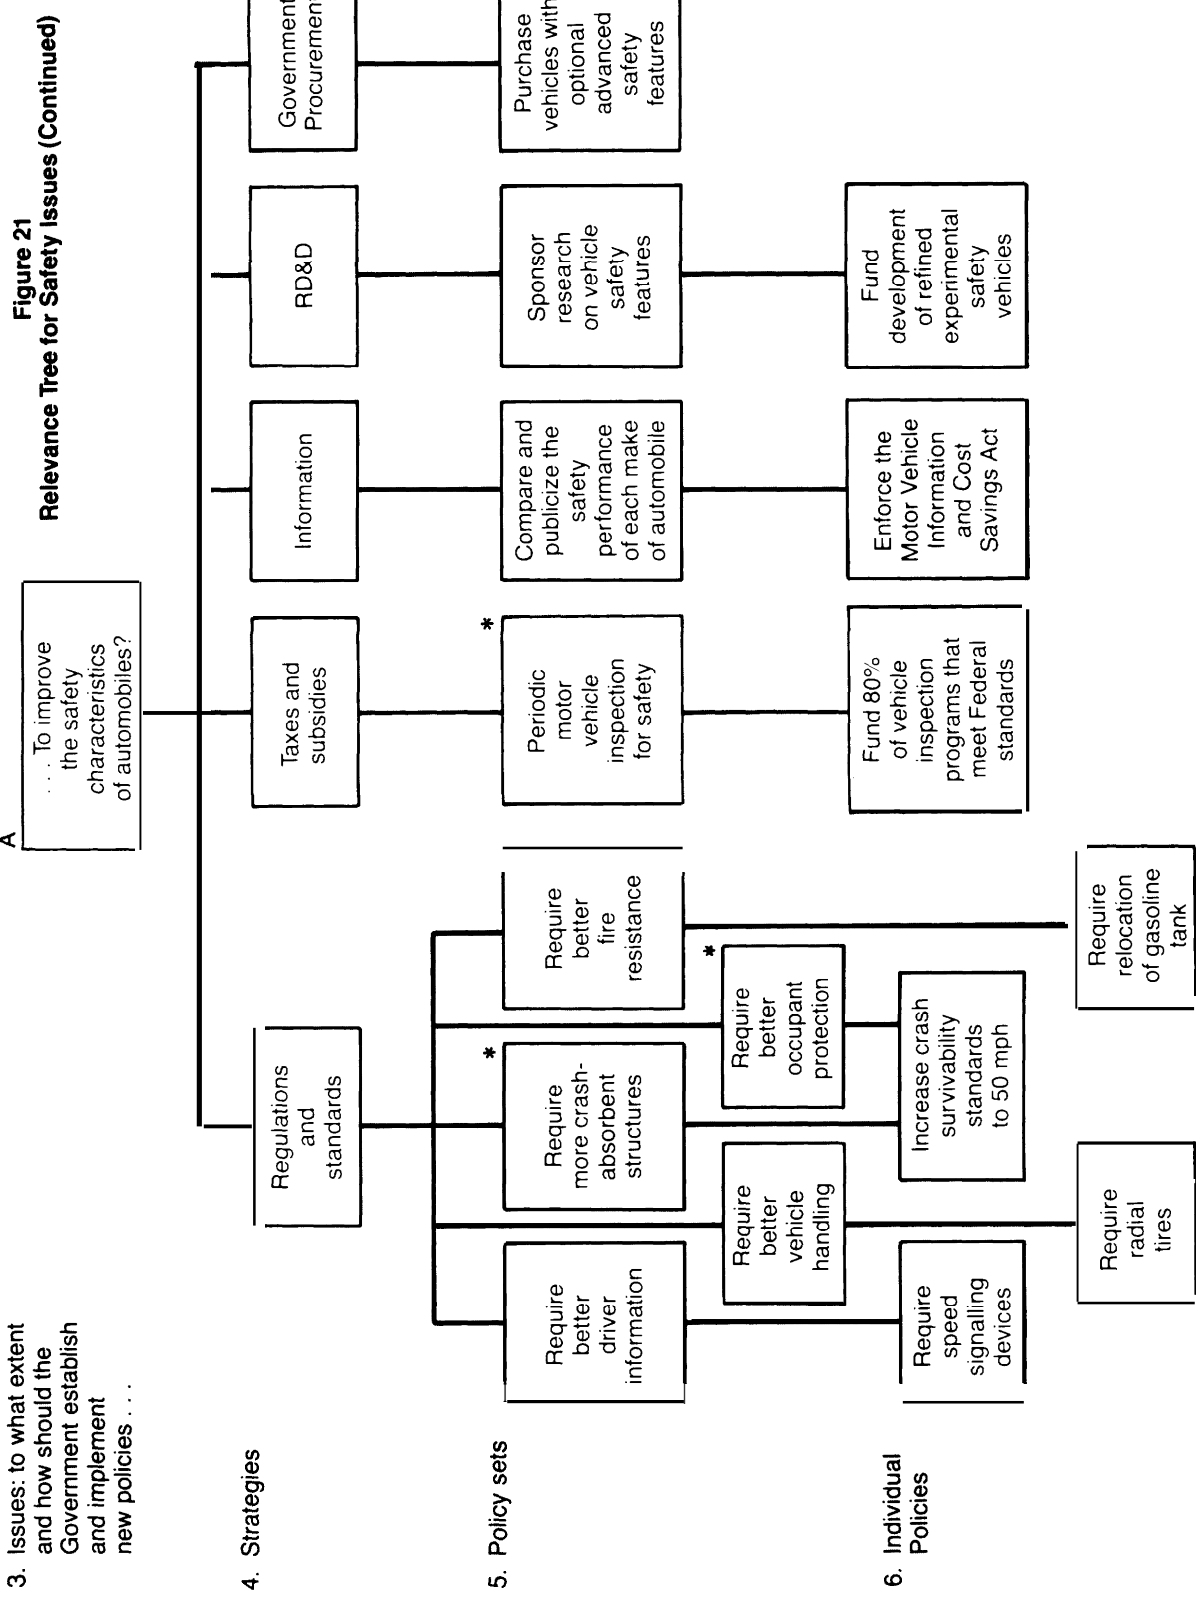 Figure 21
Relevance Tree for Safety Issues (Continued)
A
3. Issues: to what extent
and how should the
Government establish
and implement
new policies . . .
. . . To improve
the safety
characteristics
of automobiles?
4. Strategies
Regulations
and
standards
Taxes and
subsidies
Information
RD&D
Government
Procurement
5. Policy sets
Require
better
driver
information
Require
better
vehicle
handling
*
Require
more crash-
absorbent
structures
*
Require
better
occupant
protection
Require
better
fire
resistance
*
Periodic
motor
vehicle
inspection
for safety
Compare and
publicize the
safety
performance
of each make
of automobile
Sponsor
research
on vehicle
safety
features
Purchase
vehicles with
optional
advanced
safety
features
6. Individual
Policies
Require
speed
signalling
devices
Require
radial
tires
Increase crash
survivability
standards
to 50 mph
Require
relocation
of gasoline
tank
Fund 80%
of vehicle
inspection
programs that
meet Federal
standards
Enforce the
Motor Vehicle
Information
and Cost
Savings Act
Fund
development
of refined
experimental
safety
vehicles